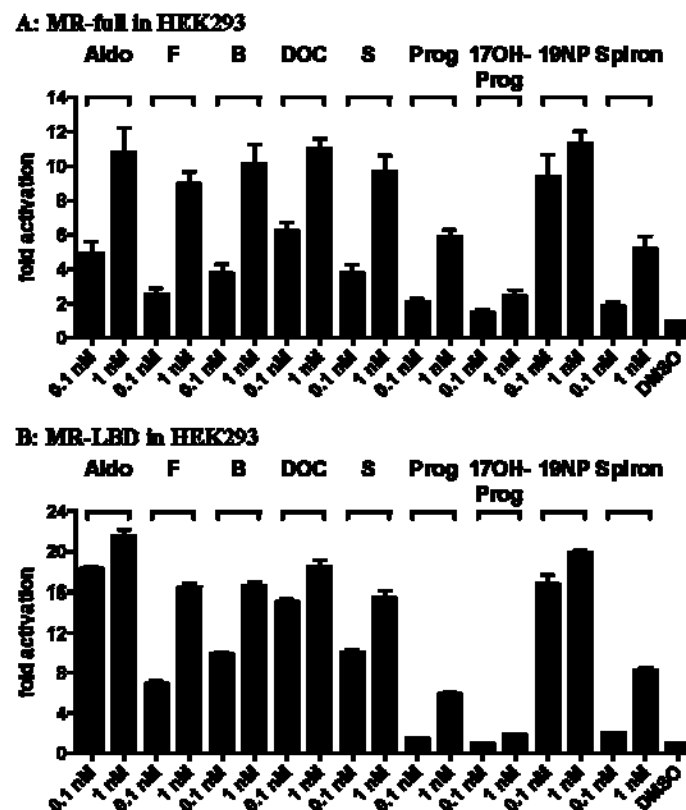 A: MR-full in HEK293
Aldo F B DOC S Prog 17OH- 19NP Spiron
Prog
14
12
10
8
6
4
2
0
fold activation
0.1 nM 1 nM 0.1 nM 1 nM 0.1 nM 1 nM 0.1 nM 1 nM 0.1 nM 1 nM 0.1 nM 1 nM 0.1 nM 1 nM 0.1 nM 1 nM 0.1 nM 1 nM DMSO
B: MR-LBD in HEK293
Aldo F B DOC S Prog 17OH- 19NP Spiron
Prog
24
20
16
12
8
4
0
fold activation
0.1 nM 1 nM 0.1 nM 1 nM 0.1 nM 1 nM 0.1 nM 1 nM 0.1 nM 1 nM 0.1 nM 1 nM 0.1 nM 1 nM 0.1 nM 1 nM 0.1 nM 1 nM DMSO